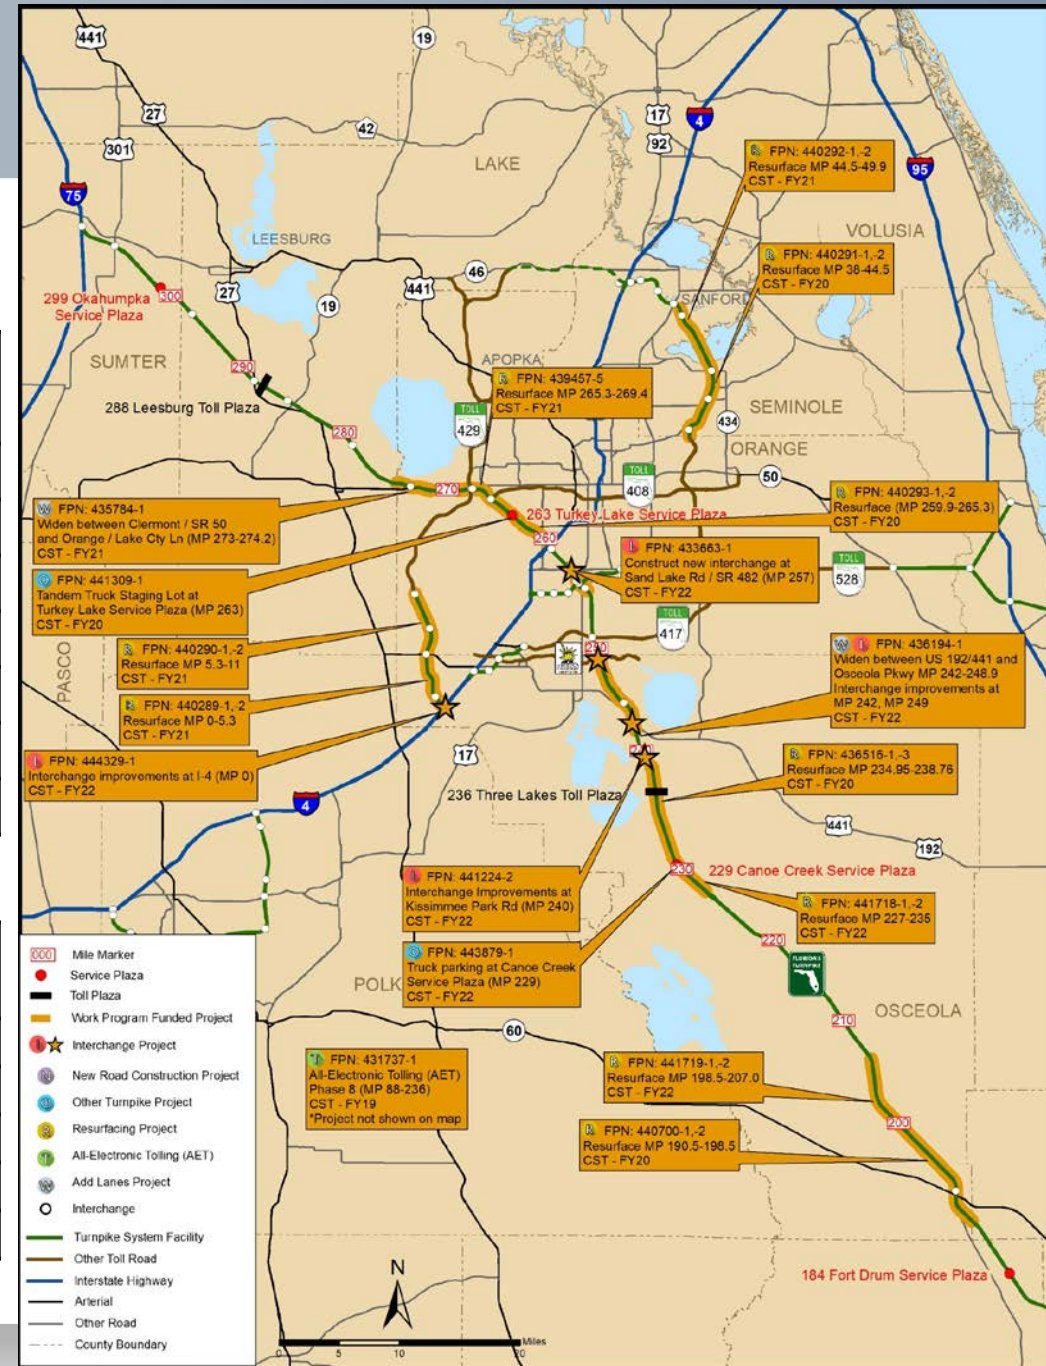 441
19
27
42
301
17
92
4
95
75
LAKE
FPN: 440292-1,-2
Resurface MP 44.5-49.9
CST - FY21
VOLUSIA
LEESBURG
FPN: 440291-1,-2
Resurface MP 38-44.5
CST - FY20
46
441
27
19
SANFORD
299 Okahumpka
Service Plaza
300
SUMTER
290
APOPKA
FPN: 439457-5
Resurface MP 265.3-269.4
CST - FY21
288 Leesburg Toll Plaza
TOLL
429
434
SEMINOLE
280
ORANGE
TOLL
408
50
270
FPN: 435784-1
Widen between Clermont / SR 50
and Orange / Lake Cty Ln (MP 273-274.2)
CST - FY21
263 Turkey Lake Service Plaza
FPN: 440293-1,-2
Resurface (MP 259.9-265.3)
CST - FY20
260
FPN: 433663-1
Construct new interchange at
Sand Lake Rd / SR 482 (MP 257)
CST - FY22
TOLL
528
FPN: 441309-1
Tandem Truck Staging Lot at
Turkey Lake Service Plaza (MP 263)
CST - FY20
TOLL
417
PASCO
FPN: 440290-1,-2
Resurface MP 5.3-11
CST - FY21
250
FPN: 436194-1
Widen between US 192/441 and
Osceola Pkwy MP 242-248.9
Interchange improvements at
MP 242, MP 249
CST - FY22
FPN: 440289-1,-2
Resurface MP 0-5.3
CST - FY21
FPN: 444329-1
Interchange improvements at I-4 (MP 0)
CST - FY22
17
FPN: 436516-1,-3
Resurface MP 234.95-238.76
CST - FY20
236 Three Lakes Toll Plaza
4
441
192
229 Canoe Creek Service Plaza
230
FPN: 441224-2
Interchange Improvements at
Kissimmee Park Rd (MP 240)
CST - FY22
FPN: 441718-1,-2
Resurface MP 227-235
CST - FY22
220
FPN: 443879-1
Truck parking at Canoe Creek
Service Plaza (MP 229)
CST - FY22
POLK
OSCEOLA
210
60
FPN: 431737-1
All-Electronic Tolling (AET)
Phase 8 (MP 88-236)
CST - FY19
*Project not shown on map
FPN: 441719-1,-2
Resurface MP 198.5-207.0
CST - FY22
200
FPN: 440700-1,-2
Resurface MP 190.5-198.5
CST - FY20
184 Fort Drum Service Plaza
000 Mile Marker
Service Plaza
Toll Plaza
Work Program Funded Project
Interchange Project
New Road Construction Project
Other Turnpike Project
Resurfacing Project
All-Electronic Tolling (AET)
Add Lanes Project
Interchange
Turnpike System Facility
Other Toll Road
Interstate Highway
Arterial
Other Road
County Boundary
N
Miles
0 5 10 20